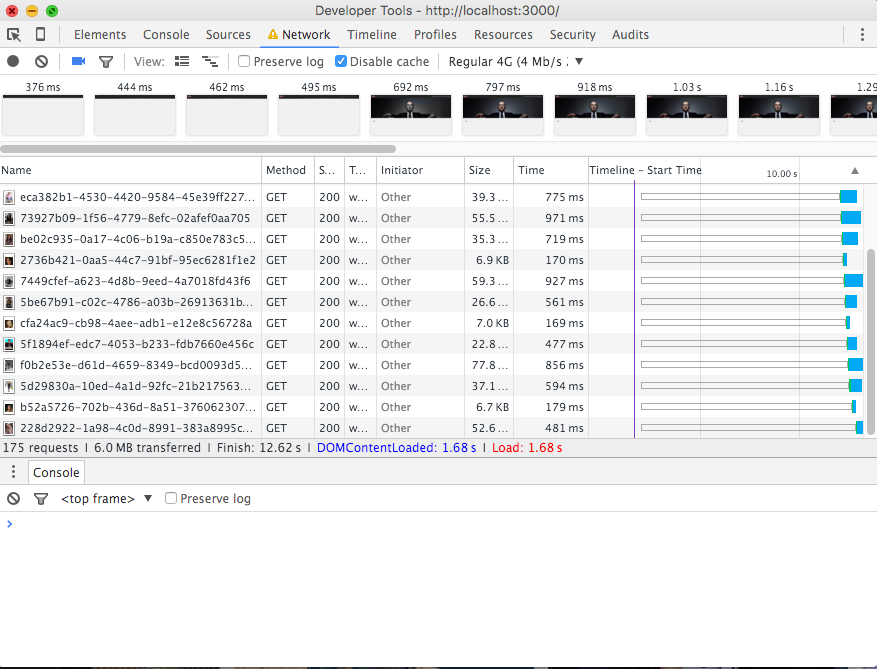 Developer Tools - http://localhost:3000/
Elements Console Sources Network Timeline Profiles Resources Security Audits
View: Preserve log Disable cache Regular 4G (4 Mb/s
376 ms 444 ms 462 ms 495 ms 692 ms 797 ms 918 ms 1.03 s 1.16 s 1.29
Name Method S... T... Initiator Size Time Timeline – Start Time 10.00 s
eca382b1-4530-4420-9584-45e39ff227... GET 200 w... Other 39.3 ... 775 ms
73927b09-1f56-4779-8efc-02afef0aa705 GET 200 w... Other 55.5 ... 971 ms
be02c935-0a17-4c06-b19a-c850e783c5... GET 200 w... Other 35.3 ... 719 ms
2736b421-0aa5-44c7-91bf-95ec6281f1e2 GET 200 w... Other 6.9 KB 170 ms
7449cfef-a623-4d8b-9eed-4a7018fd43f6 GET 200 w... Other 59.3 ... 927 ms
5be67b91-c02c-4786-a03b-26913631b... GET 200 w... Other 26.6 ... 561 ms
cfa24ac9-cb98-4aee-adb1-e12e8c56728a GET 200 w... Other 7.0 KB 169 ms
5f1894ef-edc7-4053-b233-fdb7660e456c GET 200 w... Other 22.8 ... 477 ms
f0b2e53e-d61d-4659-8349-bcd0093d5... GET 200 w... Other 77.8 ... 856 ms
5d29830a-10ed-4a1d-92fc-21b217563... GET 200 w... Other 37.1 ... 594 ms
b52a5726-702b-436d-8a51-376062307... GET 200 w... Other 6.7 KB 179 ms
228d2922-1a98-4c0d-8991-383a8995c... GET 200 w... Other 52.6 ... 481 ms
175 requests | 6.0 MB transferred | Finish: 12.62 s | DOMContentLoaded: 1.68 s | Load: 1.68 s
Console
<top frame> Preserve log